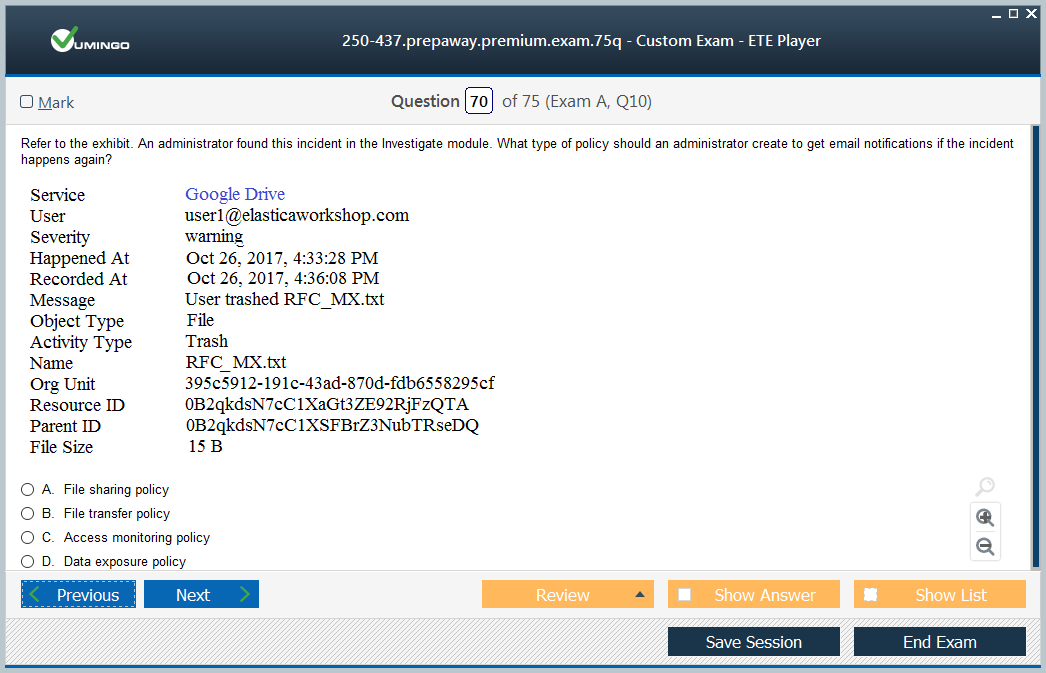 VUMINGO
250-437.prepaway.premium.exam.75q - Custom Exam - ETE Player
Mark
Question 70 of 75 (Exam A, Q10)
Refer to the exhibit. An administrator found this incident in the Investigate module. What type of policy should an administrator create to get email notifications if the incident
happens again?
Service Google Drive
User user1@elasticaworkshop.com
Severity warning
Happened At Oct 26, 2017, 4:33:28 PM
Recorded At Oct 26, 2017, 4:36:08 PM
Message User trashed RFC_MX.txt
Object Type File
Activity Type Trash
Name RFC_MX.txt
Org Unit 395c5912-191c-43ad-870d-fdb6558295cf
Resource ID 0B2qkdsN7cC1XaGt3ZE92RjFzQTA
Parent ID 0B2qkdsN7cC1XSFBrZ3NubTRseDQ
File Size 15 B
A. File sharing policy
B. File transfer policy
C. Access monitoring policy
D. Data exposure policy
Previous Next Review Show Answer Show List
Save Session End Exam